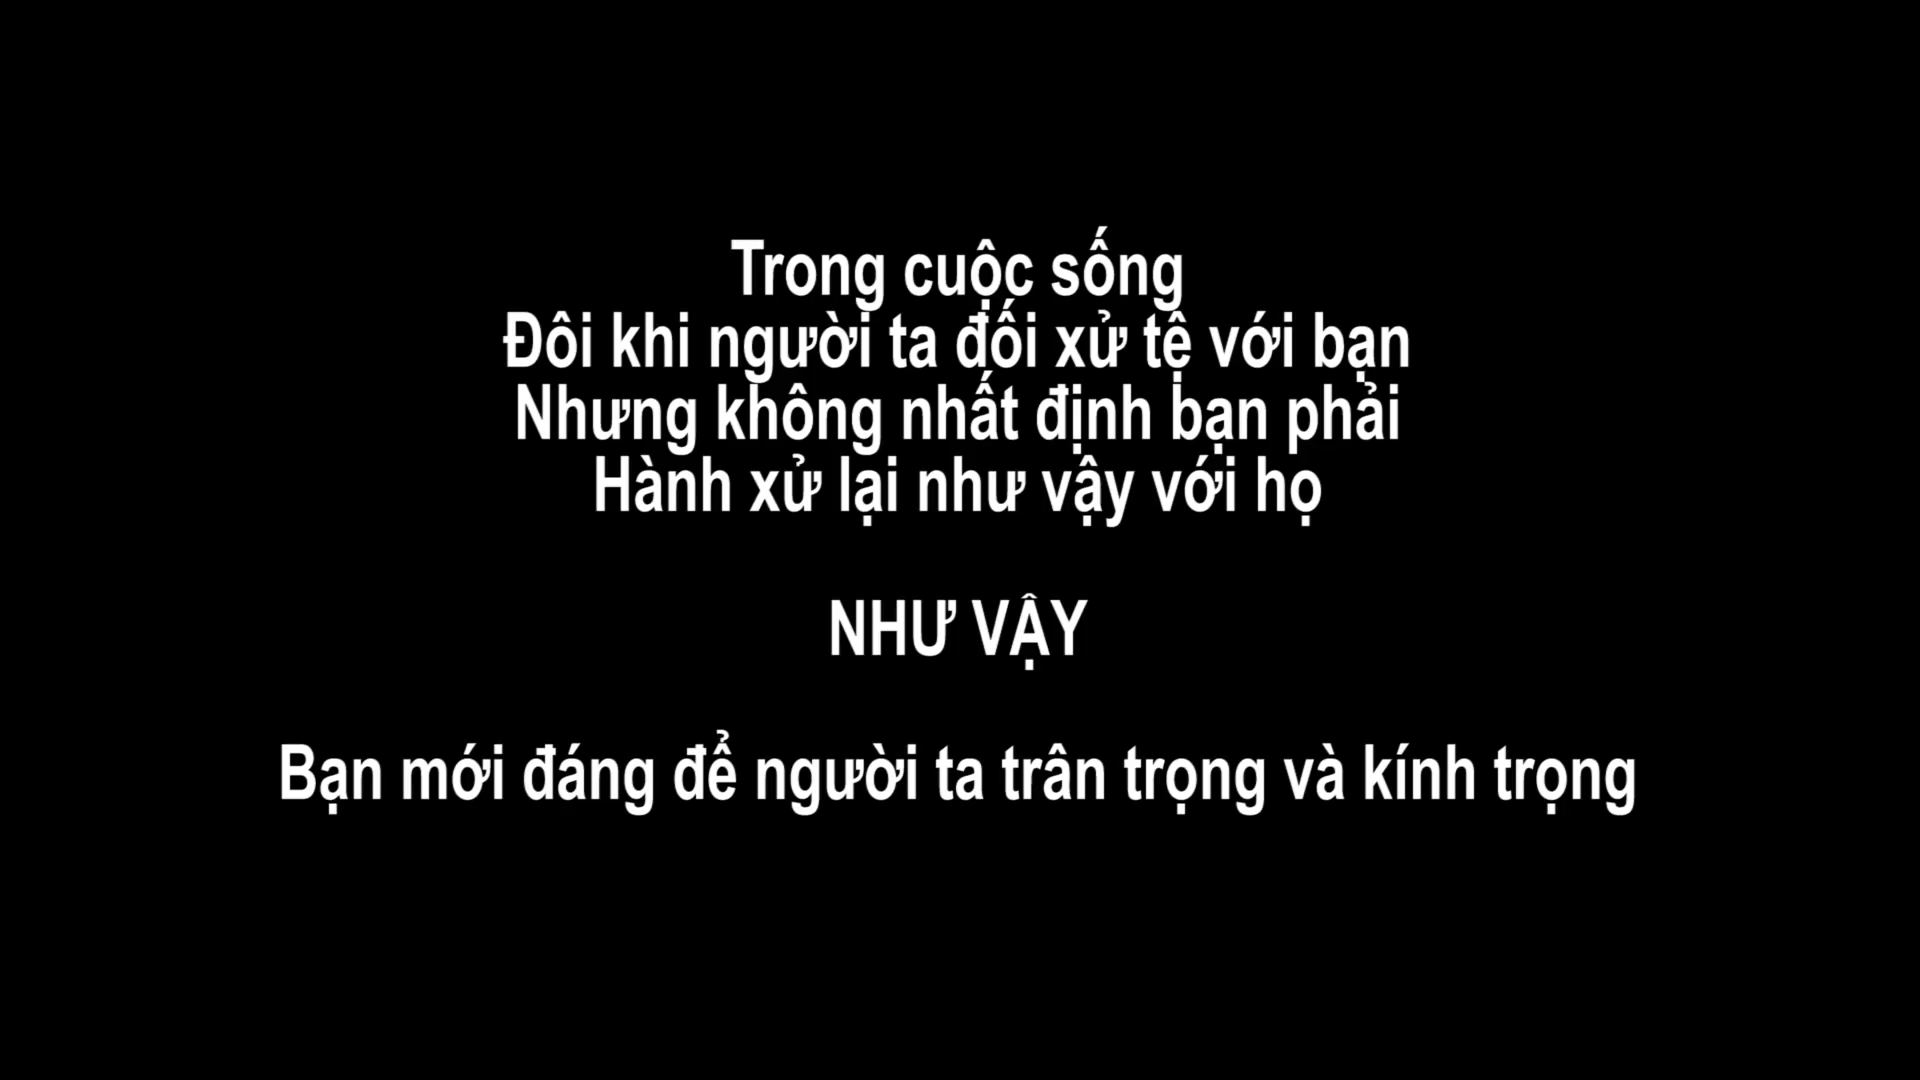 Trong cuộc sống
Đôi khi người ta đối xử tệ với bạn
Nhưng không nhất định bạn phải
Hành xử lại như vậy với họ
NHƯ VẬY
Bạn mới đáng để người ta trân trọng và kính trọng